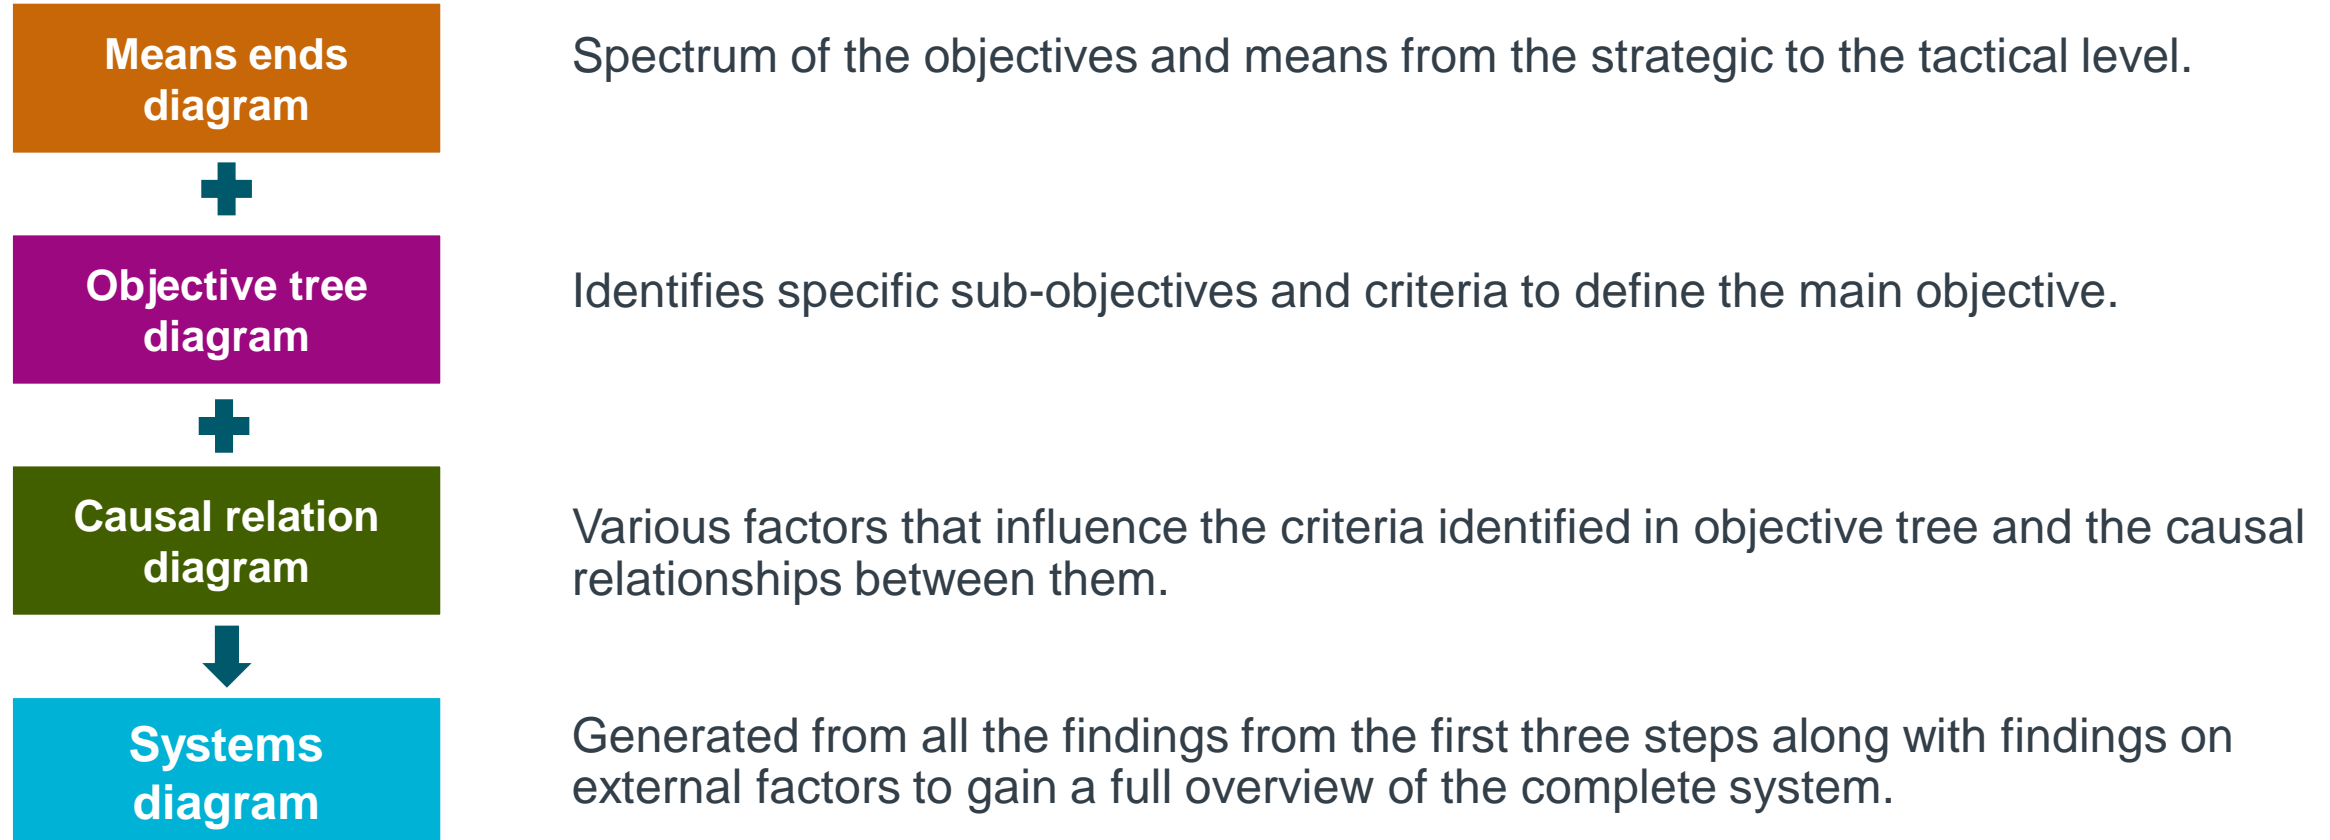 Means ends
diagram
Spectrum of the objectives and means from the strategic to the tactical level.
Objective tree
diagram
Identifies specific sub-objectives and criteria to define the main objective.
Causal relation
diagram
Various factors that influence the criteria identified in objective tree and the causal
relationships between them.
Systems
diagram
Generated from all the findings from the first three steps along with findings on
external factors to gain a full overview of the complete system.